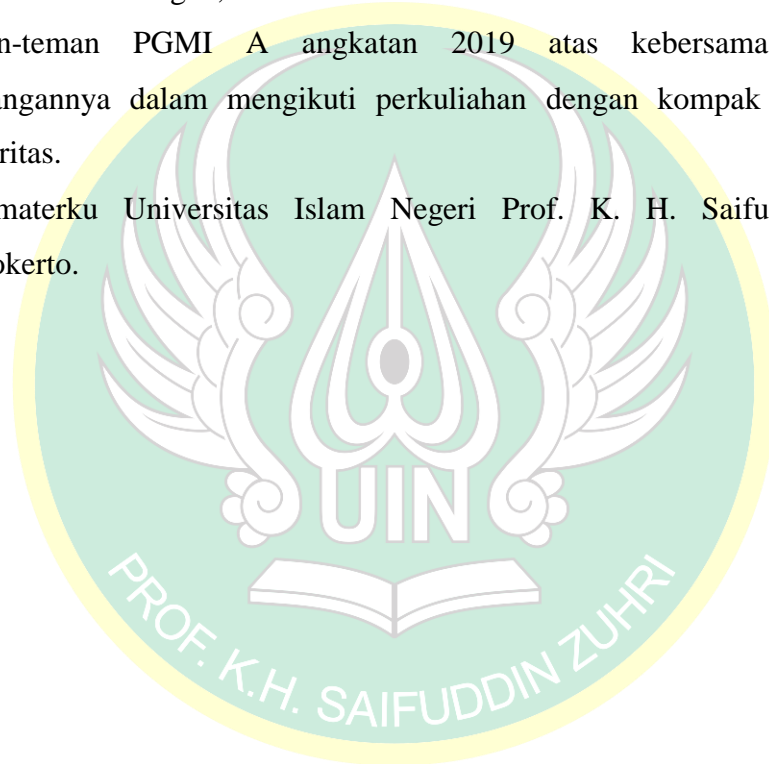 n-teman PGMI A angkatan 2019 atas kebersama
angannya dalam mengikuti perkuliahan dengan kompak
ritas.
materku Universitas Islam Negeri Prof. K. H. Saifu
okerto.
UIN
PROF. K.H. SAIFUDDIN ZUHRI